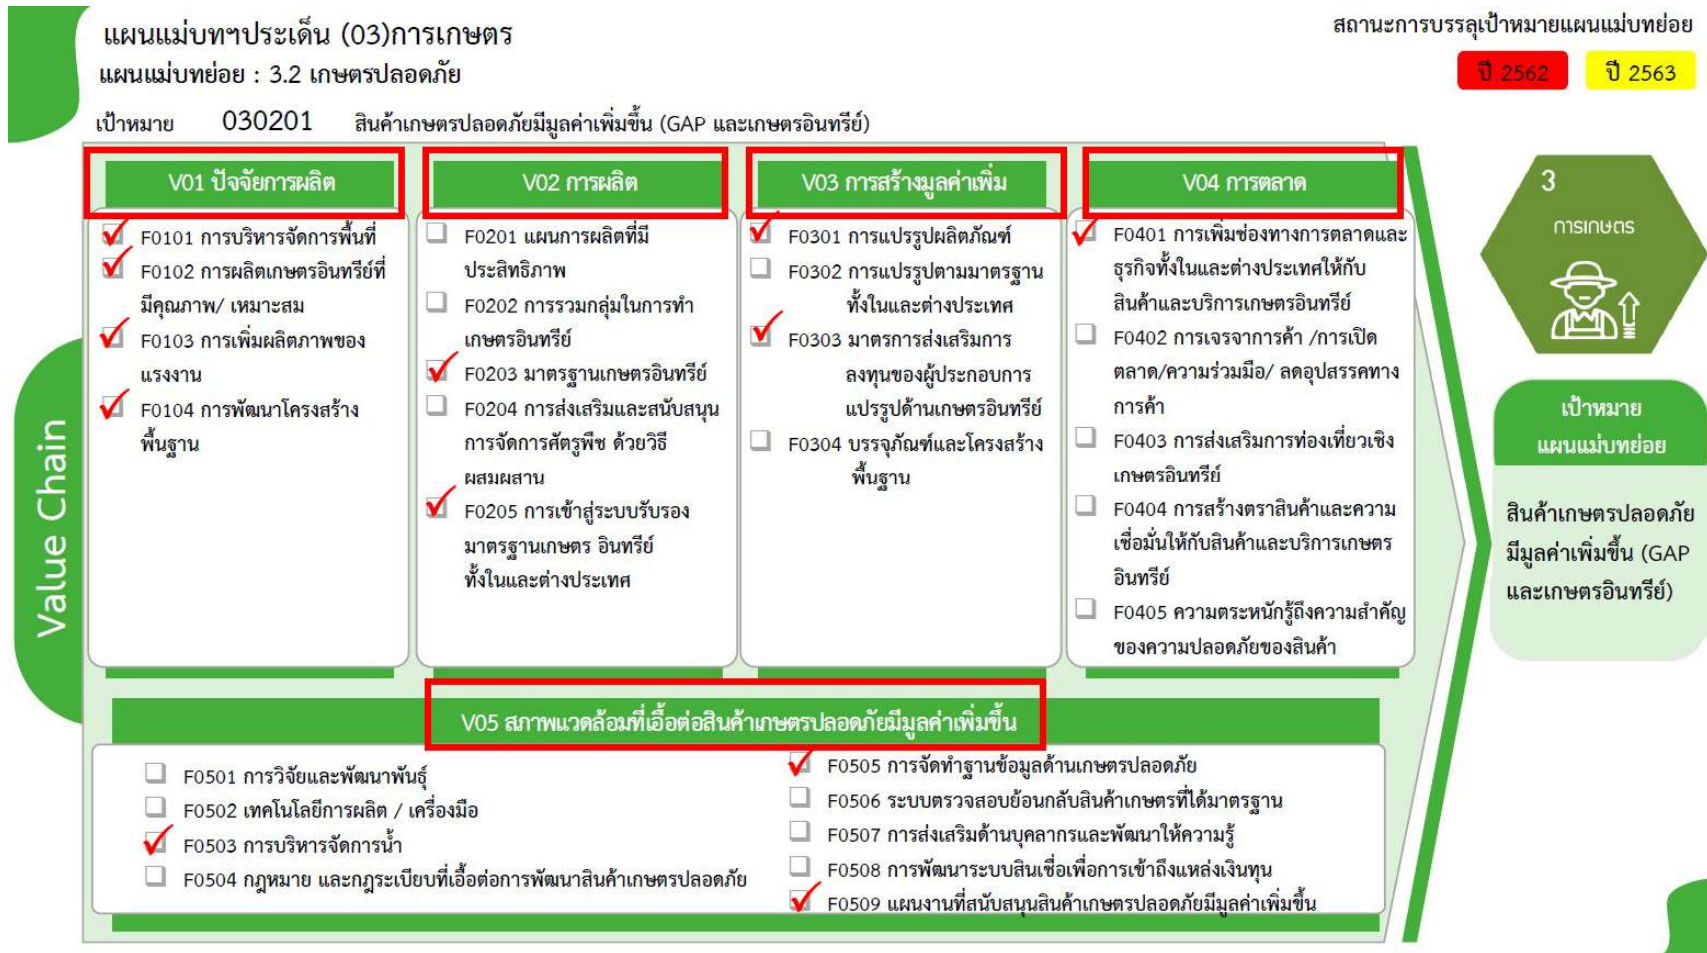 แผนแม่บทฯประเด็น (03)การเกษตร
แผนแม่บทย่อย : 3.2 เกษตรปลอดภัย
สถานะการบรรลุเป้าหมายแผนแม่บทย่อย
ปี 2562
ปี 2563
เป้าหมาย 030201 สินค้าเกษตรปลอดภัยมีมูลค่าเพิ่มขึ้น (GAP และเกษตรอินทรีย์)
Value Chain
V01 ปัจจัยการผลิต
F0101 การบริหารจัดการพื้นที่
F0102 การผลิตเกษตรอินทรีย์ที่
มีคุณภาพ/ เหมาะสม
F0103 การเพิ่มผลิตภาพของ
แรงงาน
F0104 การพัฒนาโครงสร้าง
พื้นฐาน
V02 การผลิต
F0201 แผนการผลิตที่มี
ประสิทธิภาพ
F0202 การรวมกลุ่มในการทำ
เกษตรอินทรีย์
F0203 มาตรฐานเกษตรอินทรีย์
F0204 การส่งเสริมและสนับสนุน
การจัดการศัตรูพืช ด้วยวิธี
ผสมผสาน
F0205 การเข้าสู่ระบบรับรอง
มาตรฐานเกษตร อินทรีย์
ทั้งในและต่างประเทศ
V03 การสร้างมูลค่าเพิ่ม
F0301 การแปรรูปผลิตภัณฑ์
F0302 การแปรรูปตามมาตรฐาน
ทั้งในและต่างประเทศ
F0303 มาตรการส่งเสริมการ
ลงทุนของผู้ประกอบการ
แปรรูปด้านเกษตรอินทรีย์
F0304 บรรจุภัณฑ์และโครงสร้าง
พื้นฐาน
V04 การตลาด
F0401 การเพิ่มช่องทางการตลาดและ
ธุรกิจทั้งในและต่างประเทศให้กับ
สินค้าและบริการเกษตรอินทรีย์
F0402 การเจรจาการค้า /การเปิด
ตลาด/ความร่วมมือ/ ลดอุปสรรคทาง
การค้า
F0403 การส่งเสริมการท่องเที่ยวเชิง
เกษตรอินทรีย์
F0404 การสร้างตราสินค้าและความ
เชื่อมั่นให้กับสินค้าและบริการเกษตร
อินทรีย์
F0405 ความตระหนักรู้ถึงความสำคัญ
ของความปลอดภัยของสินค้า
V05 สภาพแวดล้อมที่เอื้อต่อสินค้าเกษตรปลอดภัยมีมูลค่าเพิ่มขึ้น
F0501 การวิจัยและพัฒนาพันธุ์
F0502 เทคโนโลยีการผลิต / เครื่องมือ
F0503 การบริหารจัดการน้ำ
F0504 กฎหมาย และกฎระเบียบที่เอื้อต่อการพัฒนาสินค้าเกษตรปลอดภัย
F0505 การจัดทำฐานข้อมูลด้านเกษตรปลอดภัย
F0506 ระบบตรวจสอบย้อนกลับสินค้าเกษตรที่ได้มาตรฐาน
F0507 การส่งเสริมด้านบุคลากรและพัฒนาให้ความรู้
F0508 การพัฒนาระบบสินเชื่อเพื่อการเข้าถึงแหล่งเงินทุน
F0509 แผนงานที่สนับสนุนสินค้าเกษตรปลอดภัยมีมูลค่าเพิ่มขึ้น
3
การเกษตร
เป้าหมาย
แผนแม่บทย่อย
สินค้าเกษตรปลอดภัย
มีมูลค่าเพิ่มขึ้น (GAP
และเกษตรอินทรีย์)